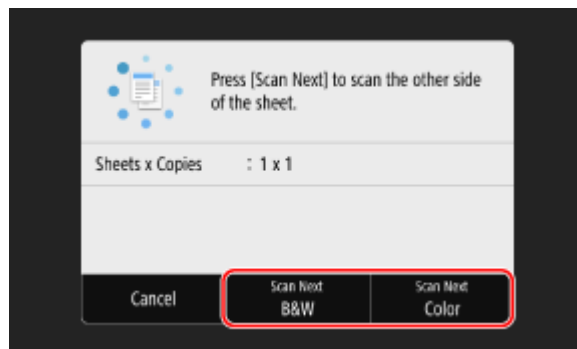 Press [Scan Next] to scan the other side
of the sheet.
Sheets x Copies : 1 x 1
Cancel
Scan Next
B&W
Scan Next
Color